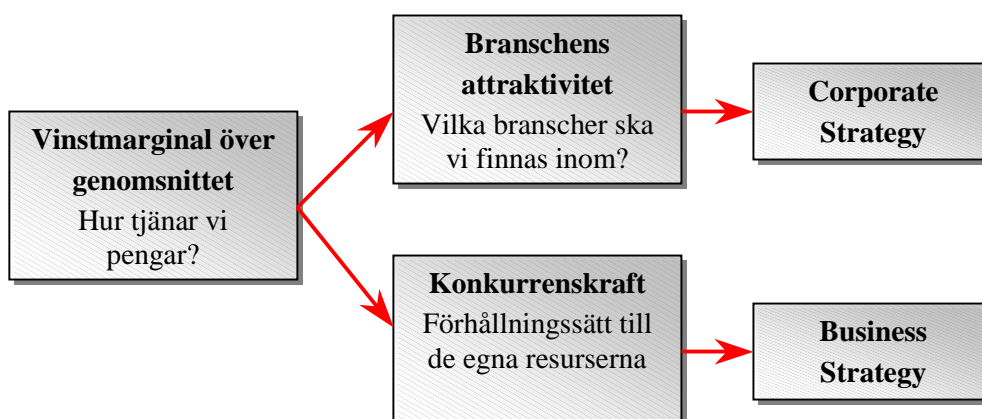 Vinstmarginal över
genomsnittet
Hur tjänar vi
pengar?
Branschens
attraktivitet
Vilka branscher ska
vi finnas inom?
Corporate
Strategy
Konkurrenskraft
Förhållningssätt till
de egna resurserna
Business
Strategy